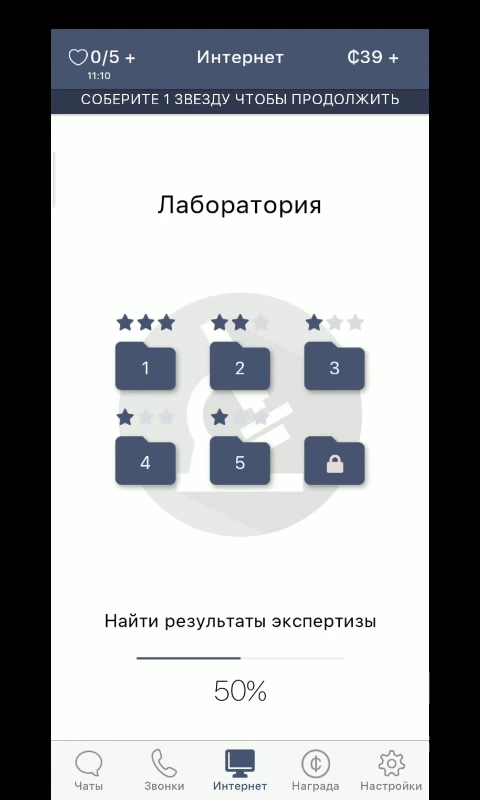 0/5 + Интернет ₵39 +
11:10
СОБЕРИТЕ 1 ЗВЕЗДУ ЧТОБЫ ПРОДОЛЖИТЬ
Лаборатория
1 2 3
4 5
Найти результаты экспертизы
50%
Чаты Звонки Интернет Награда Настройки